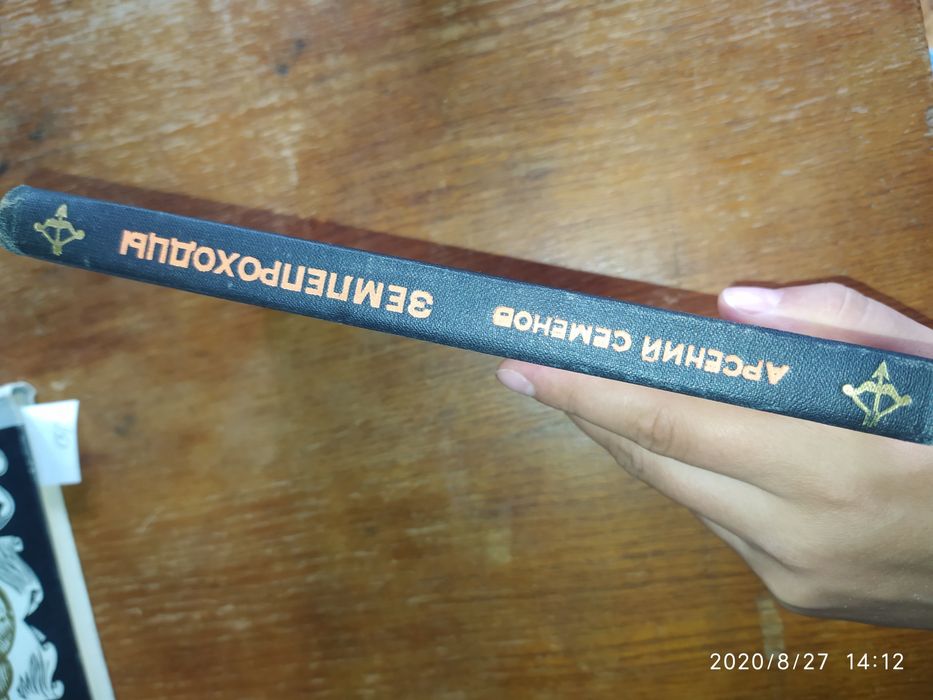 АРСЕНИЙ СЕМЕНОВ
ЗЕМЛЕПРОХОДЦЫ
2020/8/27 14:12